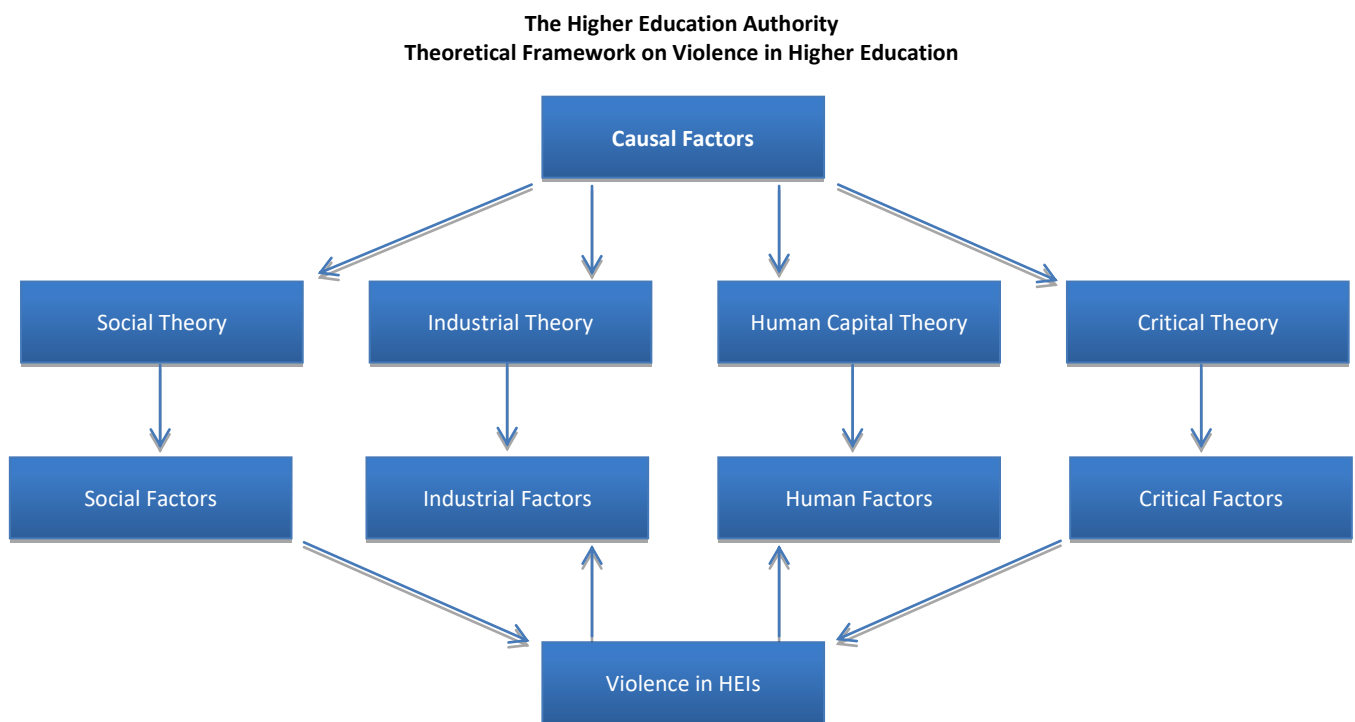 The Higher Education Authority
Theoretical Framework on Violence in Higher Education
Causal Factors
Social Theory
Industrial Theory
Human Capital Theory
Critical Theory
Social Factors
Industrial Factors
Human Factors
Critical Factors
Violence in HEIs